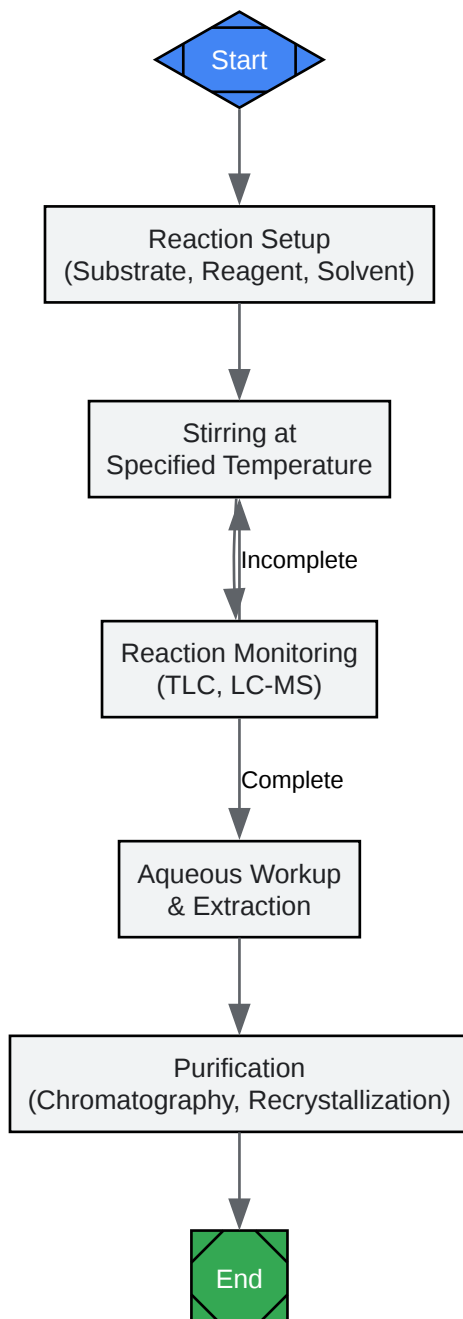 Start
Reaction Setup
(Substrate, Reagent, Solvent)
Stirring at
Specified Temperature
Incomplete
Reaction Monitoring
(TLC, LC-MS)
Complete
Aqueous Workup
& Extraction
Purification
(Chromatography, Recrystallization)
End